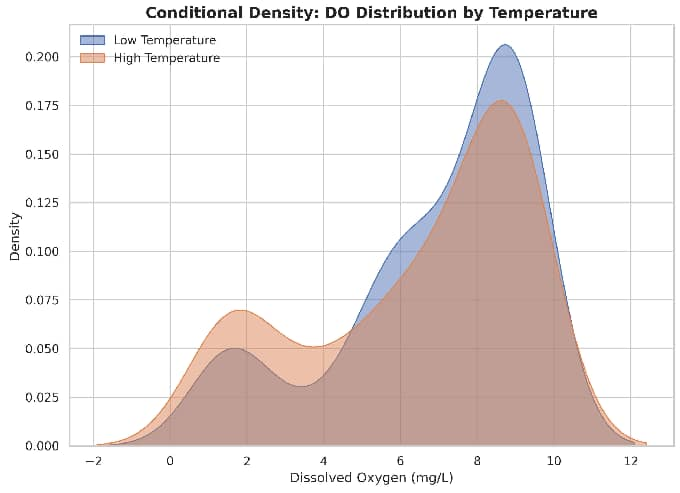 Conditional Density: DO Distribution by Temperature
Low Temperature
High Temperature
0.200
0.175
0.150
0.125
0.100
0.075
0.050
0.025
0.000
Density
−2 0 2 4 6 8 10 12
Dissolved Oxygen (mg/L)